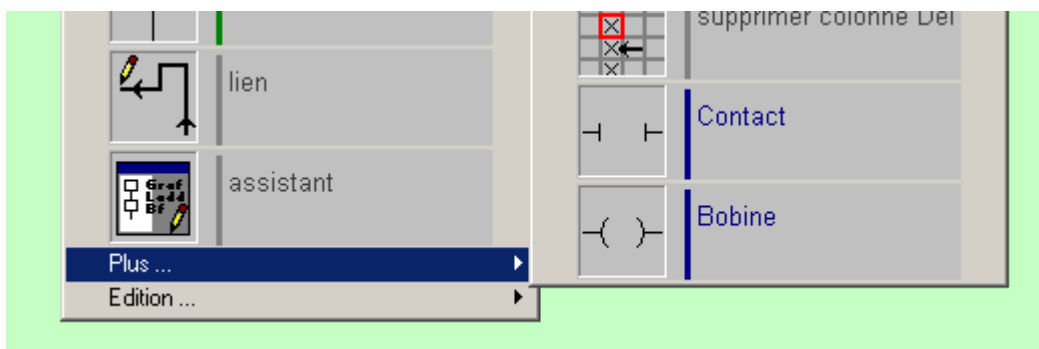 lien
assistant
Plus ...
Edition ...
supprimer colonne Del
Contact
Bobine